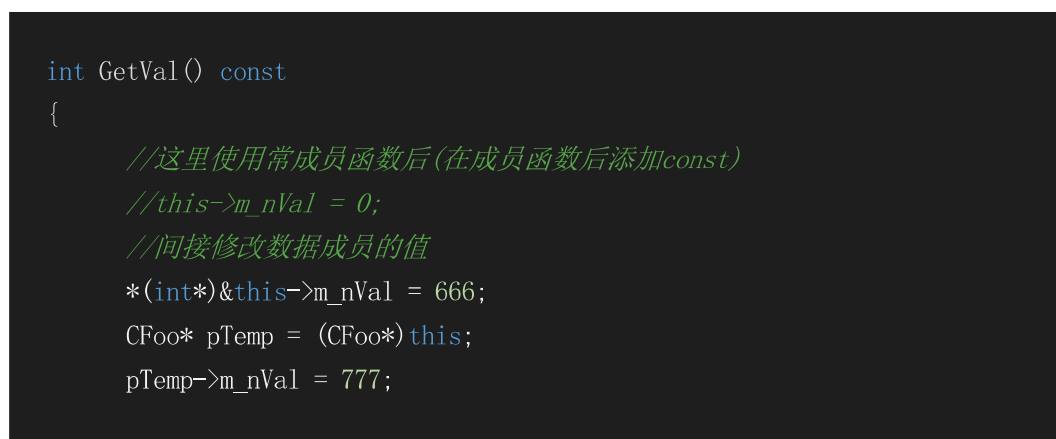 int GetVal() const
{
//这里使用常成员函数后(在成员函数后添加const)
//this->m_nVal = 0;
//间接修改数据成员的值
*(int*)&this->m_nVal = 666;
CFoo* pTemp = (CFoo*)this;
pTemp->m_nVal = 777;